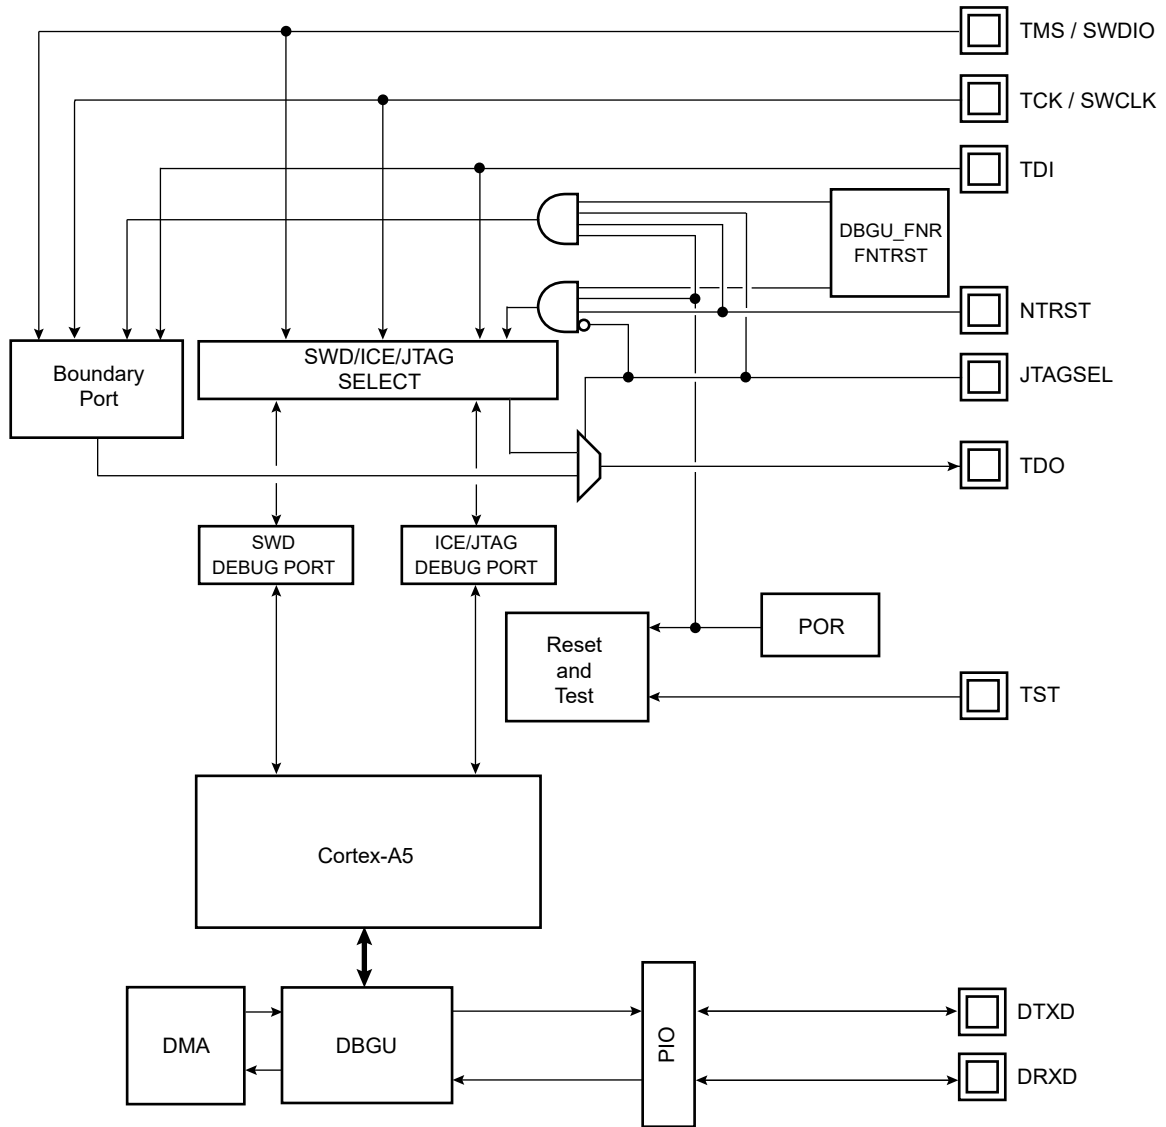 TMS / SWDIO
TCK / SWCLK
TDI
DBGU_FNR
FNTRST
NTRST
SWD/ICE/JTAG
SELECT
Boundary
Port
JTAGSEL
TDO
SWD
DEBUG PORT
ICE/JTAG
DEBUG PORT
POR
Reset
and
Test
TST
Cortex-A5
DMA
DBGU
PIO
DTXD
DRXD